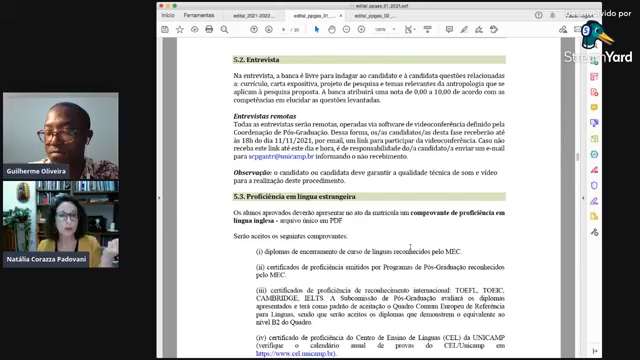 edital_ppgas_01_2021.pdf
Início
Ferramentas
edital_2021-2022...
edital_ppgas_01_... ×
edital_ppgas_02_...
StreamYard
5.2. Entrevista
Na entrevista, a banca é livre para indagar ao candidato e à candidata questões relacionadas
a: currículo, carta expositiva, projeto de pesquisa e temas relevantes da antropologia que se
aplicam à pesquisa proposta. A banca atribuirá uma nota de 0,00 a 10,00 de acordo com as
competências em elucidar as questões levantadas.
Entrevistas remotas
Todas as entrevistas serão remotas, operadas via software de videoconferência definido pela
Coordenação de Pós-Graduação. Dessa forma, os/as candidatos/as desta fase receberão até
às 18h do dia 11/11/2021, por email, um link para participar da videoconferência. Caso não
receba este link até este dia e hora, é de responsabilidade do/a candidato/a enviar um e-mail
para scpgantr@unicamp.br informando o não recebimento.
Observação: o candidato ou candidata deve garantir a qualidade técnica de som e vídeo
para a realização deste procedimento.
5.3. Proficiência em língua estrangeira
Os alunos aprovados deverão apresentar no ato da matrícula um comprovante de proficiência em
língua inglesa - arquivo único em PDF
Serão aceitos os seguintes comprovantes:
(i) diplomas de encerramento de curso de línguas reconhecidos pelo MEC.
(ii) certificados de proficiência emitidos por Programas de Pós-Graduação reconhecidos
pelo MEC.
(iii) certificados de proficiência de reconhecimento internacional: TOEFL, TOEIC,
CAMBRIDGE, IELTS. A Subcomissão de Pós-Graduação avaliará os diplomas
apresentados e terá como padrão de aceitação o Quadro Comum Europeu de Referência
para Línguas, sendo que serão aceitos os diplomas que demonstrem o equivalente ao
nível B2 do Quadro.
(iv) certificado de proficiência do Centro de Ensino de Línguas (CEL) da UNICAMP
(verifique o calendário anual de provas do CEL/Unicamp em
https://www.cel.unicamp.br).
Guilherme Oliveira
Natália Corazza Padovani